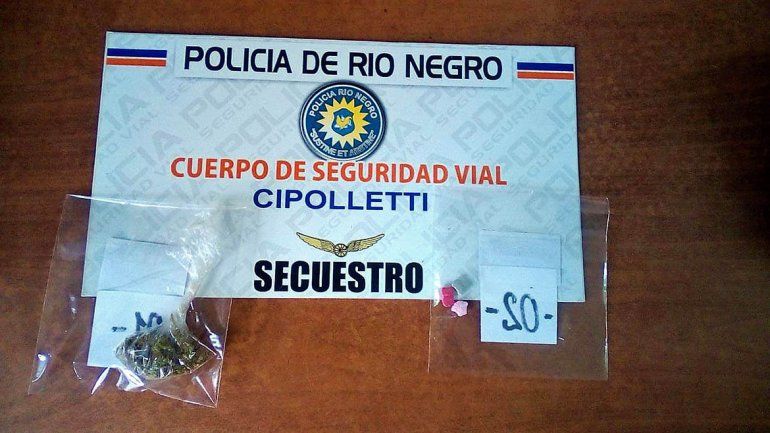 POLICIA DE RIO NEGRO
POLICIA RIO NEGRO
CUERPO DE SEGURIDAD VIAL
CIPOLLETTI
SECUESTRO
-02-